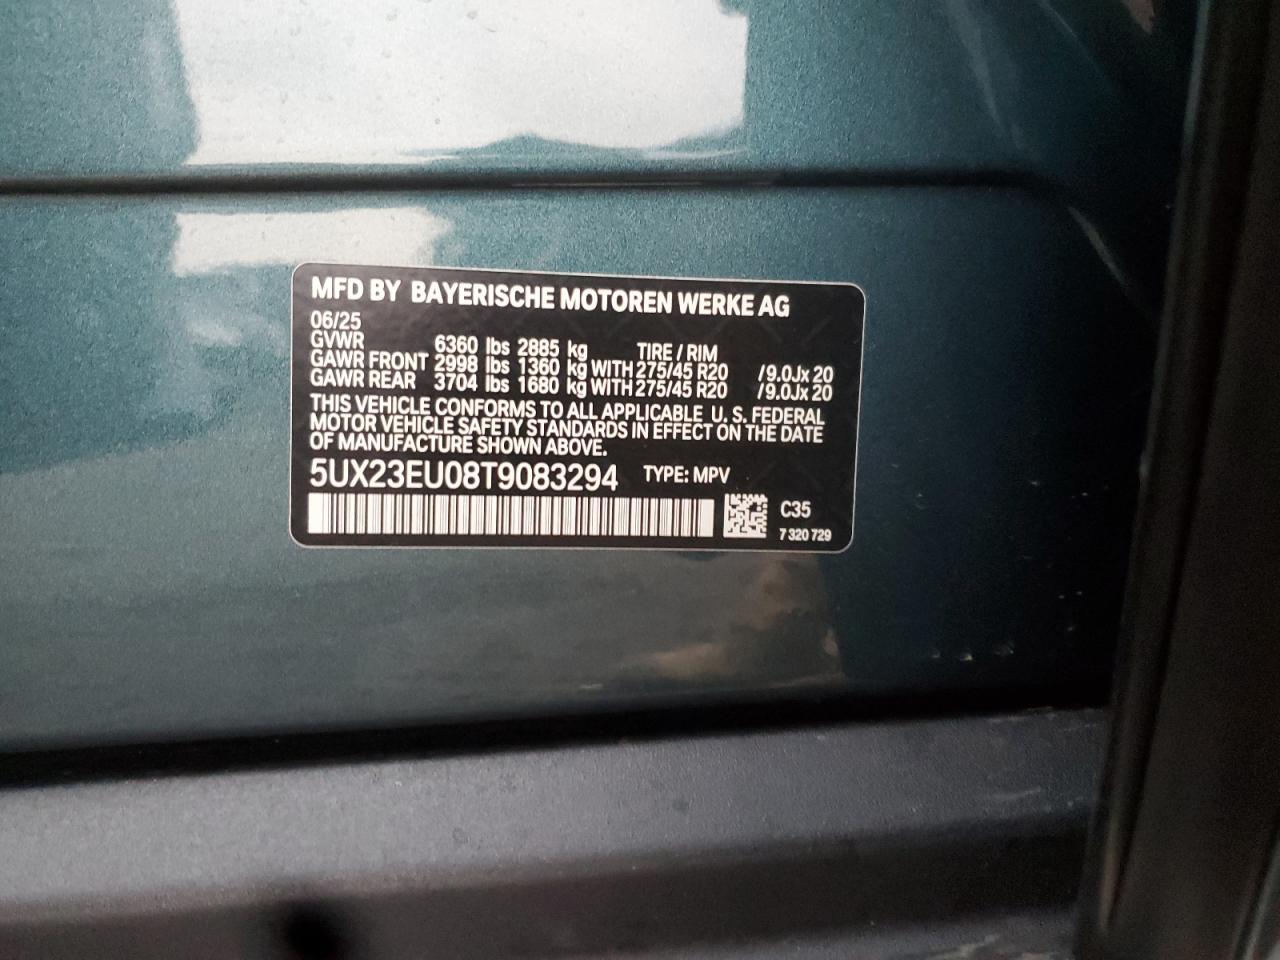 MFD BY BAYERISCHE MOTOREN WERKE AG
06/25
GVWR 6360 lbs 2885 kg TIRE / RIM
GAWR FRONT 2998 lbs 1360 kg WITH 275/45 R20 /9.0Jx 20
GAWR REAR 3704 lbs 1680 kg WITH 275/45 R20 /9.0Jx 20
THIS VEHICLE CONFORMS TO ALL APPLICABLE U. S. FEDERAL
MOTOR VEHICLE SAFETY STANDARDS IN EFFECT ON THE DATE
OF MANUFACTURE SHOWN ABOVE.
5UX23EU08T9083294 TYPE: MPV
C35
7 320 729